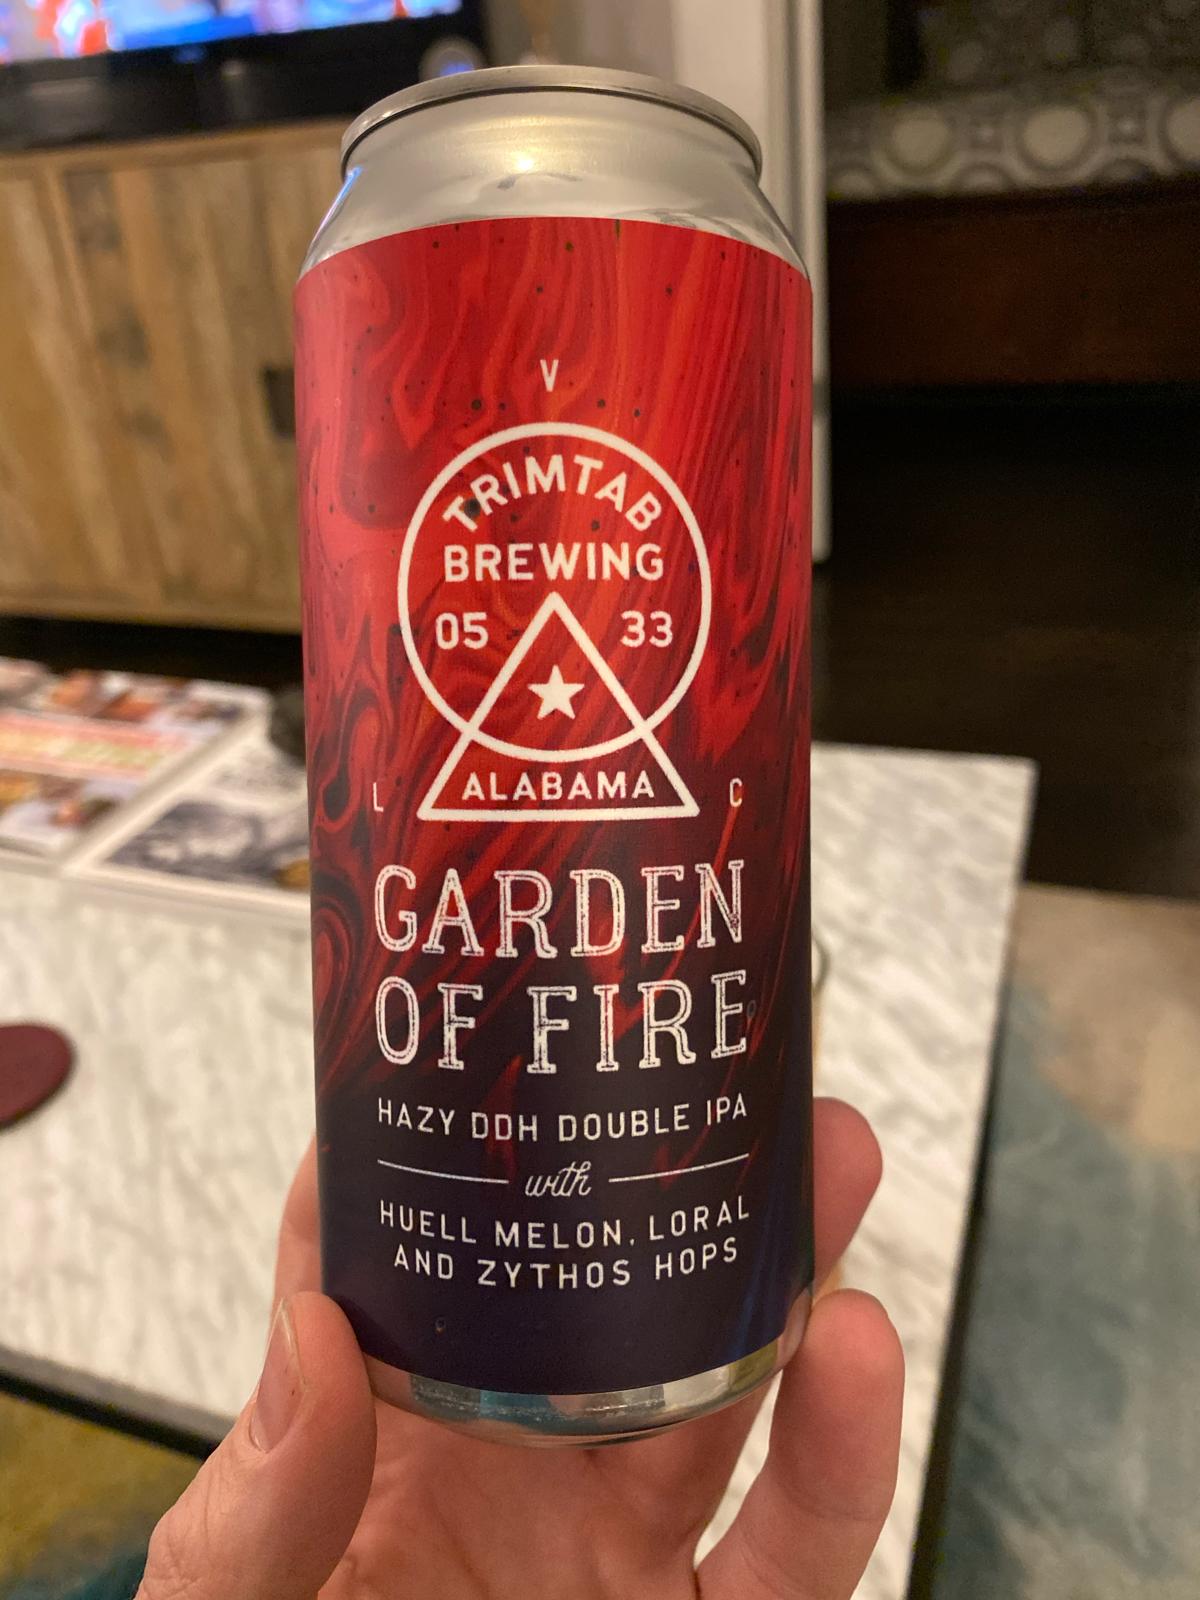 V
TRIMTAB
BREWING
05 33
ALABAMA
L C
GARDEN
OF FIRE
HAZY DDH DOUBLE IPA
with
HUELL MELON, LORAL
AND ZYTHOS HOPS